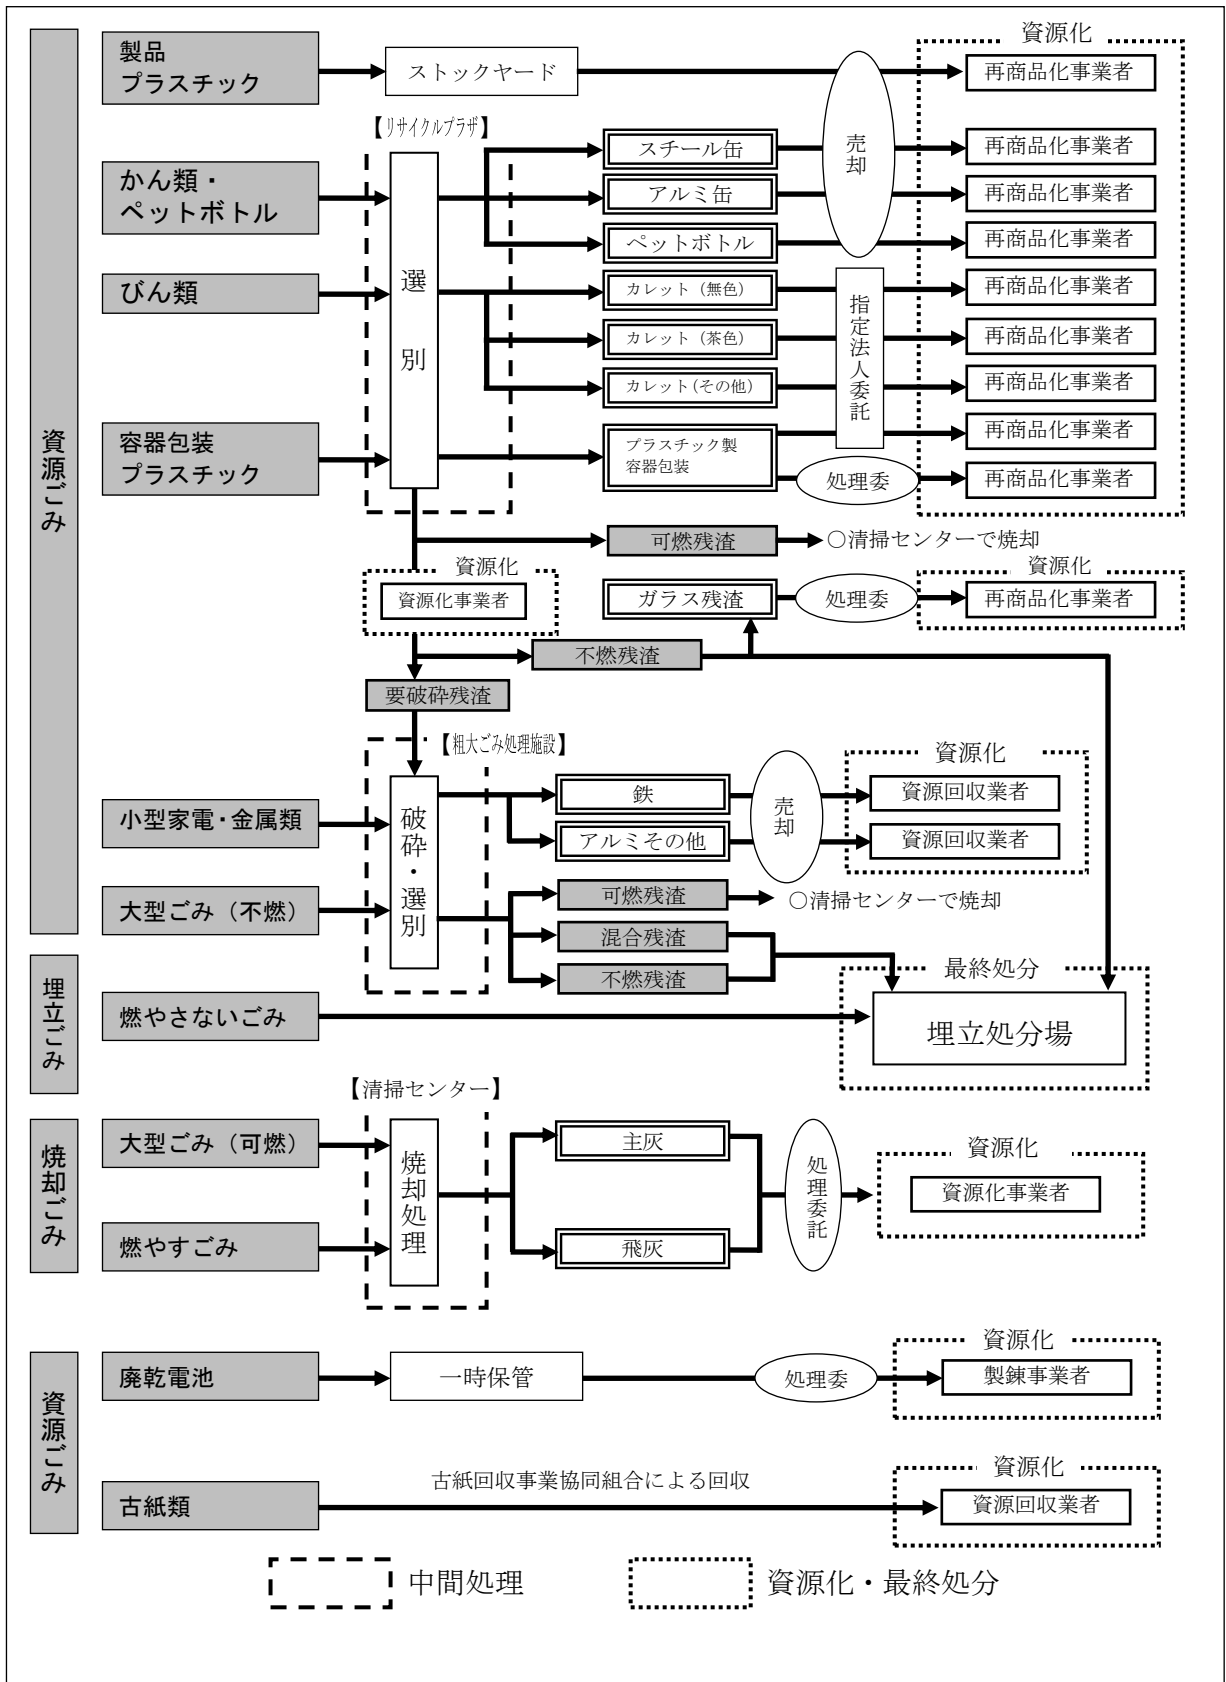 資源ごみ
製品
プラスチック
ストックヤード
売却
資源化
再商品化事業者
【リサイクルプラザ】
かん類・
ペットボトル
選別
スチール缶
再商品化事業者
アルミ缶
再商品化事業者
ペットボトル
再商品化事業者
びん類
カレット（無色）
指定法人委託
再商品化事業者
カレット（茶色）
再商品化事業者
カレット(その他)
再商品化事業者
容器包装
プラスチック
プラスチック製
容器包装
再商品化事業者
処理委
再商品化事業者
可燃残渣
○清掃センターで焼却
資源化
資源化事業者
ガラス残渣
処理委
資源化
再商品化事業者
不燃残渣
要破砕残渣
【粗大ごみ処理施設】
小型家電・金属類
破砕・選別
鉄
売却
資源化
資源回収業者
アルミその他
資源回収業者
大型ごみ（不燃）
可燃残渣
○清掃センターで焼却
混合残渣
不燃残渣
埋立ごみ
燃やさないごみ
最終処分
埋立処分場
【清掃センター】
焼却ごみ
大型ごみ（可燃）
焼却処理
主灰
処理委託
資源化
資源化事業者
燃やすごみ
飛灰
資源ごみ
廃乾電池
一時保管
処理委
資源化
製錬事業者
古紙類
古紙回収事業協同組合による回収
資源化
資源回収業者
中間処理
資源化・最終処分